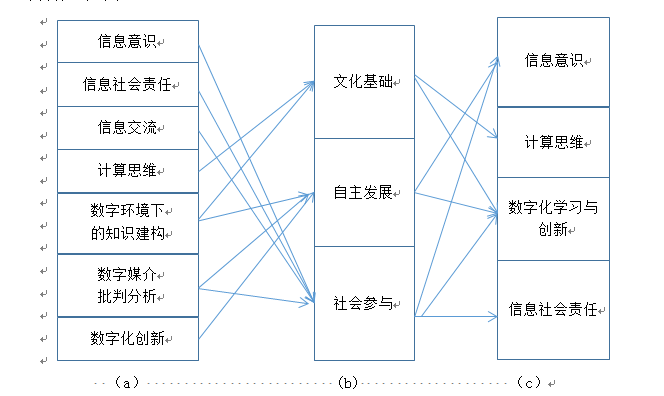 信息意识
信息社会责任
信息交流
计算思维
数字环境下
的知识建构
数字媒介
批判分析
数字化创新
文化基础
自主发展
社会参与
信息意识
计算思维
数字化学习与
创新
信息社会责任
(a) (b) (c)